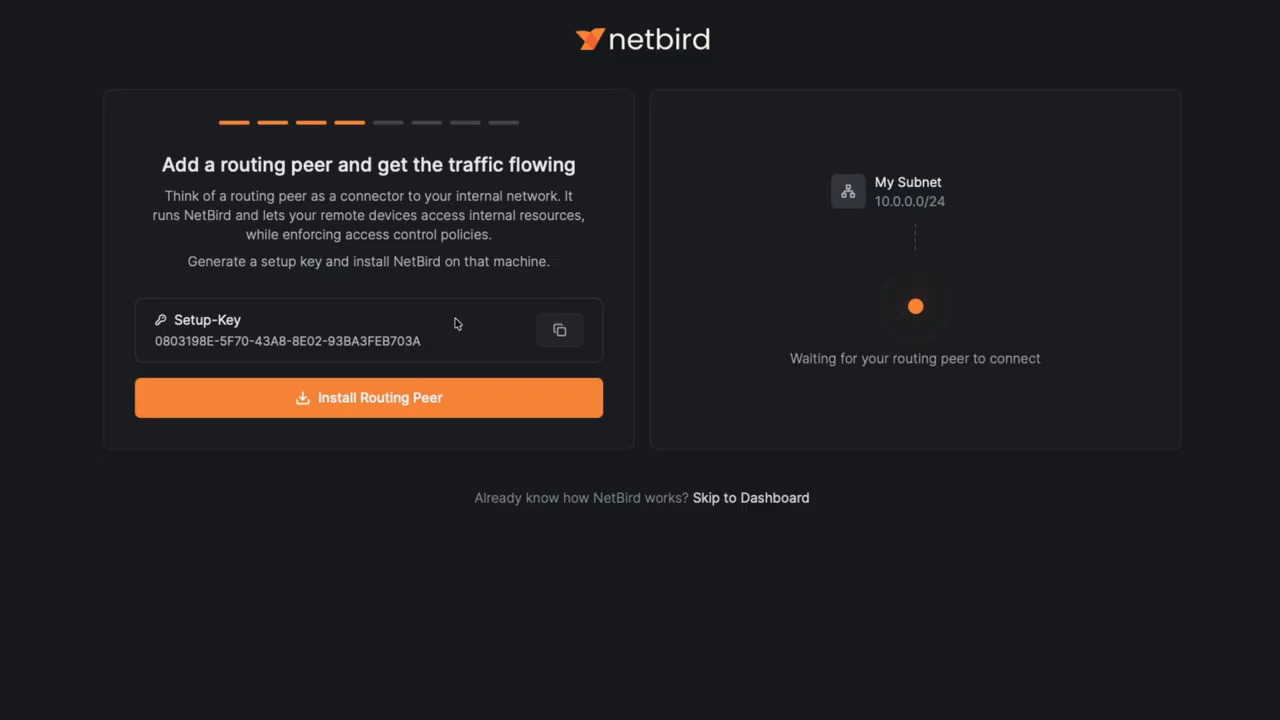 netbird
Add a routing peer and get the traffic flowing
Think of a routing peer as a connector to your internal network. It
runs NetBird and lets your remote devices access internal resources,
while enforcing access control policies.
Generate a setup key and install NetBird on that machine.
Setup-Key
0803198E-5F70-43A8-8E02-93BA3FEB703A
Install Routing Peer
My Subnet
10.0.0.0/24
Waiting for your routing peer to connect
Already know how NetBird works? Skip to Dashboard